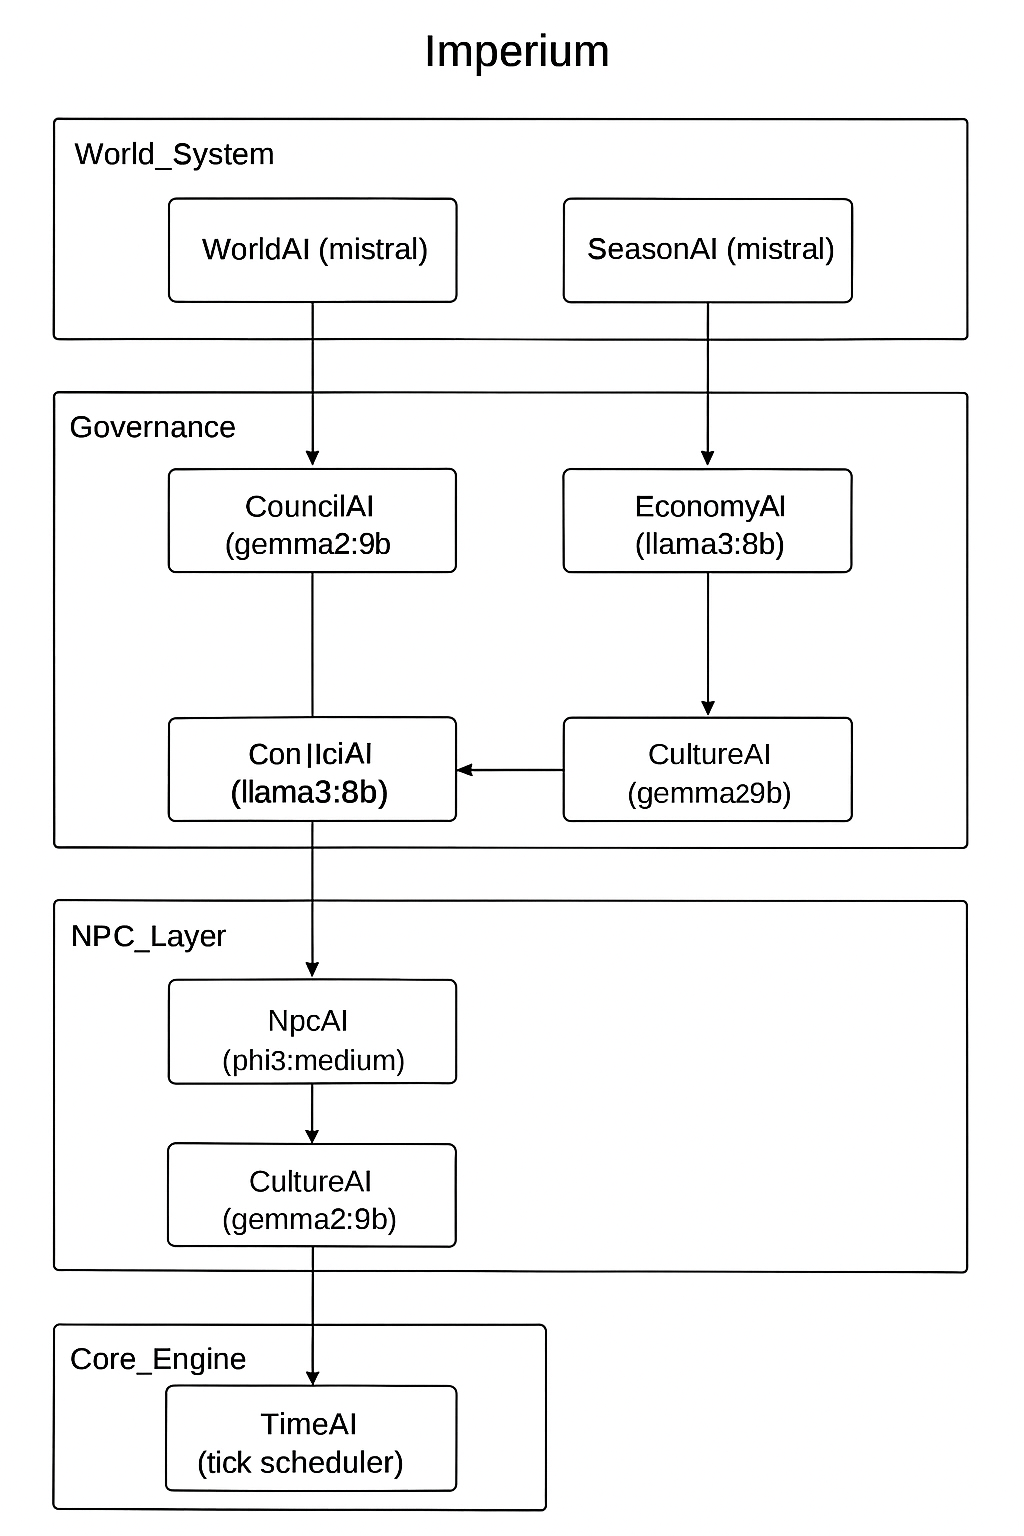 Imperium
World_System
WorldAI (mistral)
SeasonAI (mistral)
Governance
CouncilAI
(gemma2:9b
EconomyAI
(llama3:8b)
Con|IciAI
(llama3:8b)
CultureAI
(gemma29b)
NPC_Layer
NpcAI
(phi3:medium)
CultureAI
(gemma2:9b)
Core_Engine
TimeAI
(tick scheduler)